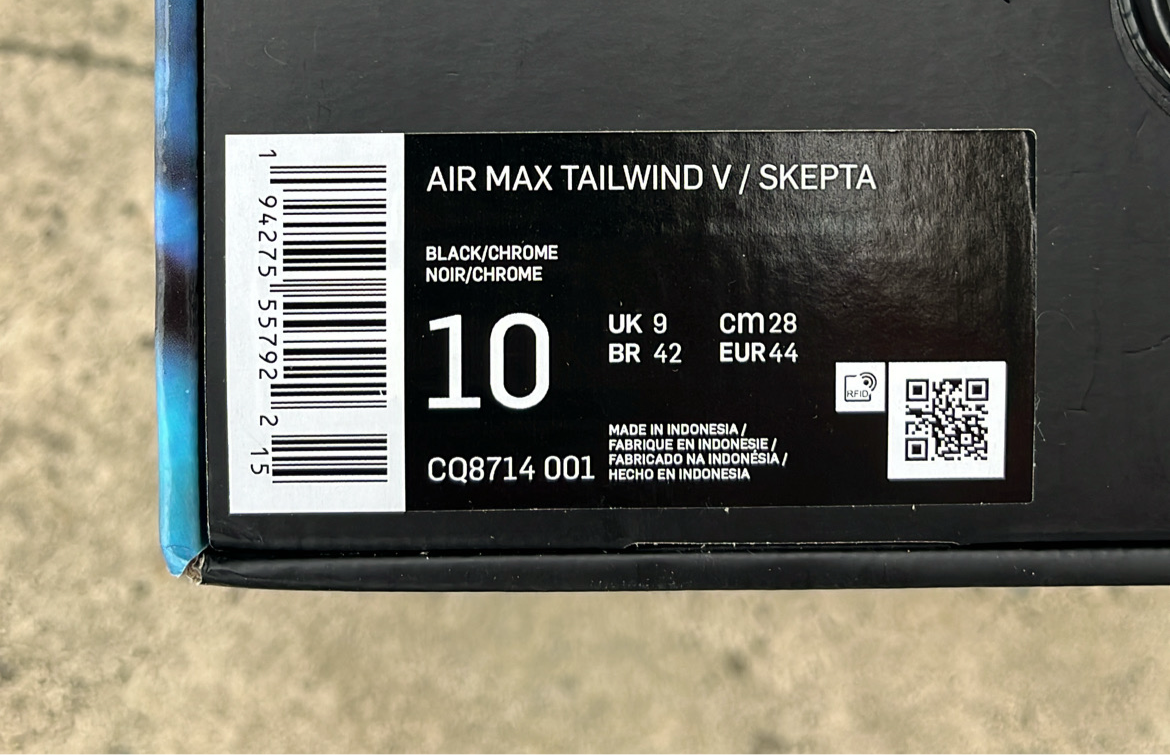 AIR MAX TAILWIND V / SKEPTA
BLACK/CHROME
NOIR/CHROME
10
UK 9
CM 28
BR 42
EUR 44
CQ8714 001
MADE IN INDONESIA /
FABRIQUE EN INDONESIE /
FABRICADO NA INDONÉSIA /
HECHO EN INDONESIA
RFID
1 94275 55792 2 15